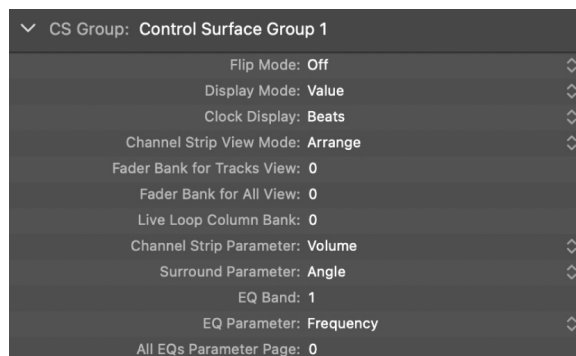 CS Group: Control Surface Group 1
Flip Mode: Off
Display Mode: Value
Clock Display: Beats
Channel Strip View Mode: Arrange
Fader Bank for Tracks View: 0
Fader Bank for All View: 0
Live Loop Column Bank: 0
Channel Strip Parameter: Volume
Surround Parameter: Angle
EQ Band: 1
EQ Parameter: Frequency
All EQs Parameter Page: 0